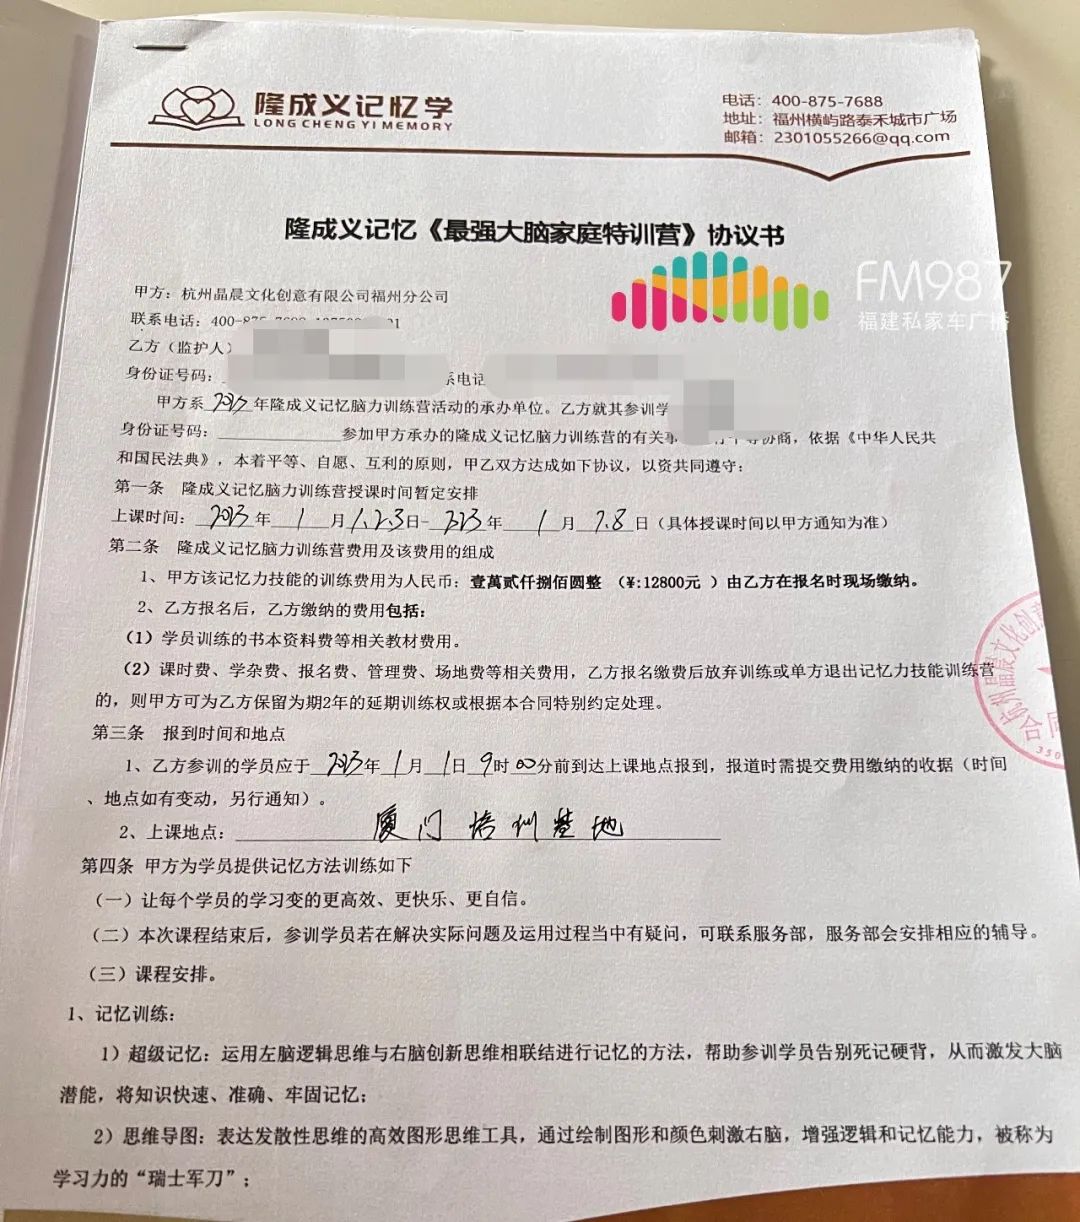 隆成义记忆学
LONG CHENG YI MEMORY
电话：400-875-7688
地址：福州横屿路泰禾城市广场
邮箱：2301055266@qq.com
隆成义记忆《最强大脑家庭特训营》协议书
FM987
福建私家车广播
甲方：杭州晶晨文化创意有限公司福州分公司
联系电话：400-875-7688
乙方（监护人）
身份证号码： 系电话
甲方系 2023 年隆成义记忆脑力训练营活动的承办单位。乙方就其参训学
身份证号码： 参加甲方承办的隆成义记忆脑力训练营的有关事 协商，依据《中华人民共
和国民法典》，本着平等、自愿、互利的原则，甲乙双方达成如下协议，以资共同遵守：
第一条 隆成义记忆脑力训练营授课时间暂定安排
上课时间： 2023 年 1 月 1.2.3 日- 2023 年 1 月 7.8 日（具体授课时间以甲方通知为准）
第二条 隆成义记忆脑力训练营费用及该费用的组成
1、甲方该记忆力技能的训练费用为人民币：壹萬贰仟捌佰圆整 （¥:12800元 ）由乙方在报名时现场缴纳。
2、乙方报名后，乙方缴纳的费用包括：
（1）学员训练的书本资料费等相关教材费用。
（2）课时费、学杂费、报名费、管理费、场地费等相关费用，乙方报名缴费后放弃训练或单方退出记忆力技能训练营
的，则甲方可为乙方保留为期2年的延期训练权或根据本合同特别约定处理。
杭州晶晨文化创意
合同
350
第三条 报到时间和地点
1、乙方参训的学员应于 2023 年 1 月 1 日 9 时 00 分前到达上课地点报到，报道时需提交费用缴纳的收据（时间
、地点如有变动，另行通知）。
2、上课地点： 厦门培训基地
第四条 甲方为学员提供记忆方法训练如下
（一）让每个学员的学习变的更高效、更快乐、更自信。
（二）本次课程结束后，参训学员若在解决实际问题及运用过程当中有疑问，可联系服务部，服务部会安排相应的辅导。
（三）课程安排。
1、记忆训练：
1）超级记忆：运用左脑逻辑思维与右脑创新思维相联结进行记忆的方法，帮助参训学员告别死记硬背，从而激发大脑
潜能，将知识快速、准确、牢固记忆；
2）思维导图：表达发散性思维的高效图形思维工具，通过绘制图形和颜色刺激右脑，增强逻辑和记忆能力，被称为
学习力的“瑞士军刀”；